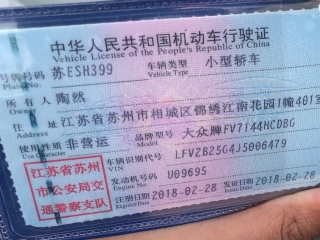 中华人民共和国机动车行驶证
Vehicle License of the People's Republic of China
号牌号码 苏ESH399 车辆类型 小型轿车
Vehicle Type
所有人 陶然
住址 江苏省苏州市相城区锦绣江南花园1幢401室
使用性质 非营运 品牌型号 大众牌FV7144HCDBG
Use Character
车辆识别代号 LFV2B25G4J5006479
VIN
江苏省苏州市公安局交通警察支队
发动机号码 U09695
Engine No.
注册日期 2018-02-28 发证日期 2018-02-28